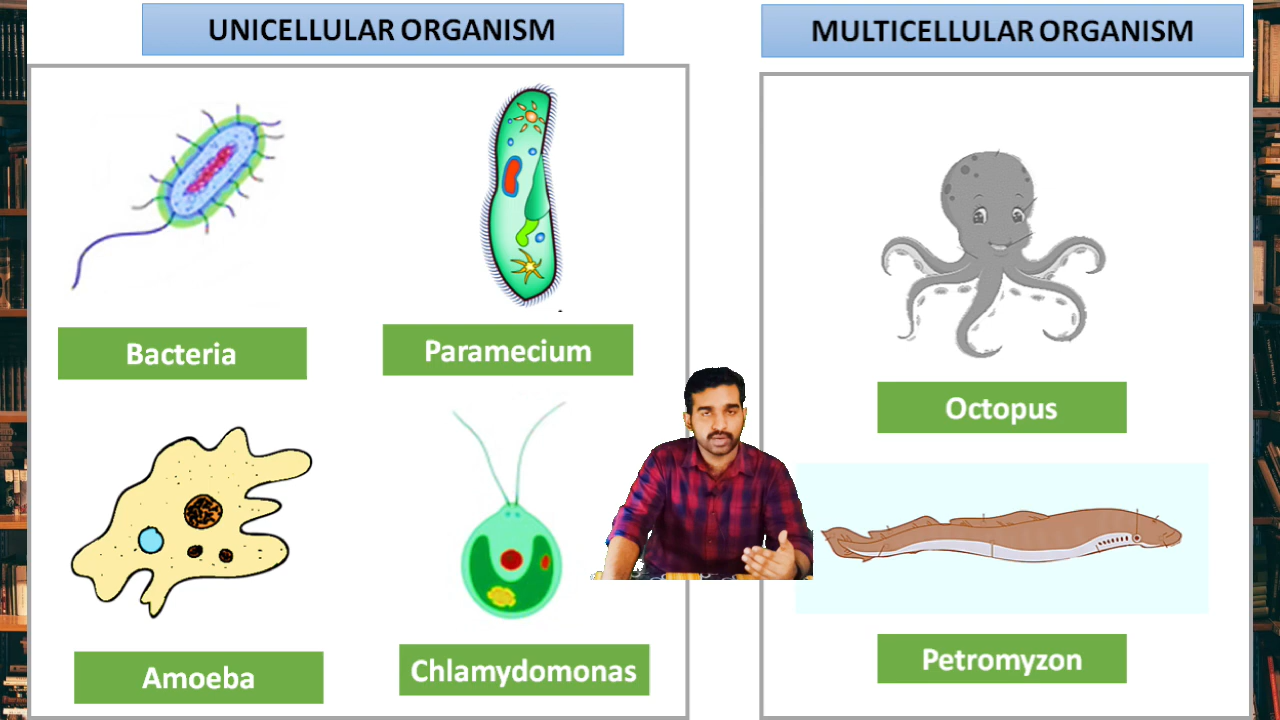 UNICELLULAR ORGANISM
MULTICELLULAR ORGANISM
Bacteria
Paramecium
Octopus
Amoeba
Chlamydomonas
Petromyzon